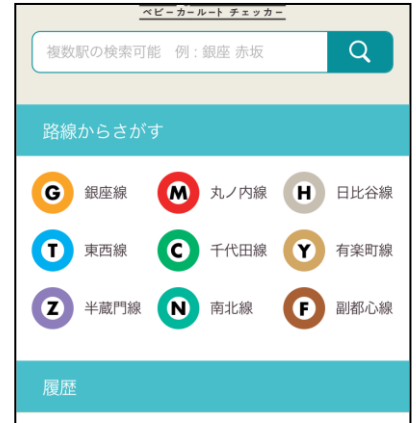 ベビーカールート チェッカー
複数駅の検索可能 例：銀座 赤坂
路線からさがす
G 銀座線 M 丸ノ内線 H 日比谷線
T 東西線 C 千代田線 Y 有楽町線
Z 半蔵門線 N 南北線 F 副都心線
履歴